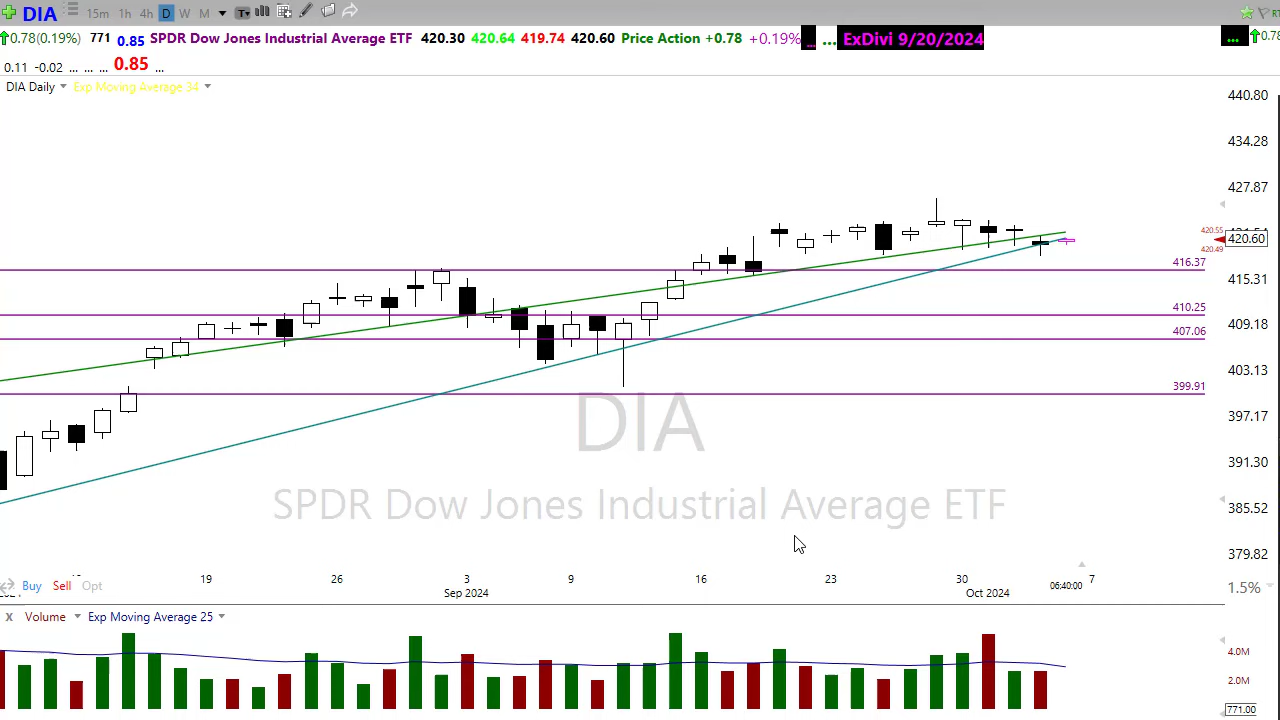 DIA 15m 1h 4h D W M T
0.78(0.19%) 771 0.85 SPDR Dow Jones Industrial Average ETF 420.30 420.64 419.74 420.60 Price Action +0.78 +0.19% ... ... ExDivi 9/20/2024 ... 0.78
0.11 -0.02 ... ... ... 0.85 ...
DIA Daily Exp Moving Average 34
440.80
434.28
427.87
420.55
420.60
420.49
416.37
415.31
410.25
409.18
407.06
403.13
399.91
397.17
391.30
385.52
379.82
DIA
SPDR Dow Jones Industrial Average ETF
19 26 3 9 16 23 30 7
Sep 2024 Oct 2024 06:40:00
Buy Sell Opt 1.5%
X Volume Exp Moving Average 25
4.0M
2.0M
771.00